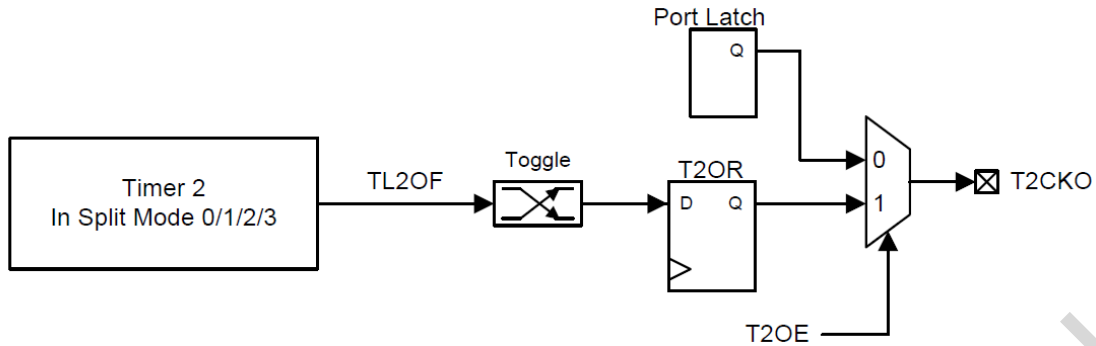 Port Latch
Q
Timer 2
In Split Mode 0/1/2/3
TL2OF
Toggle
T2OR
D
Q
0
1
T2CKO
T2OE